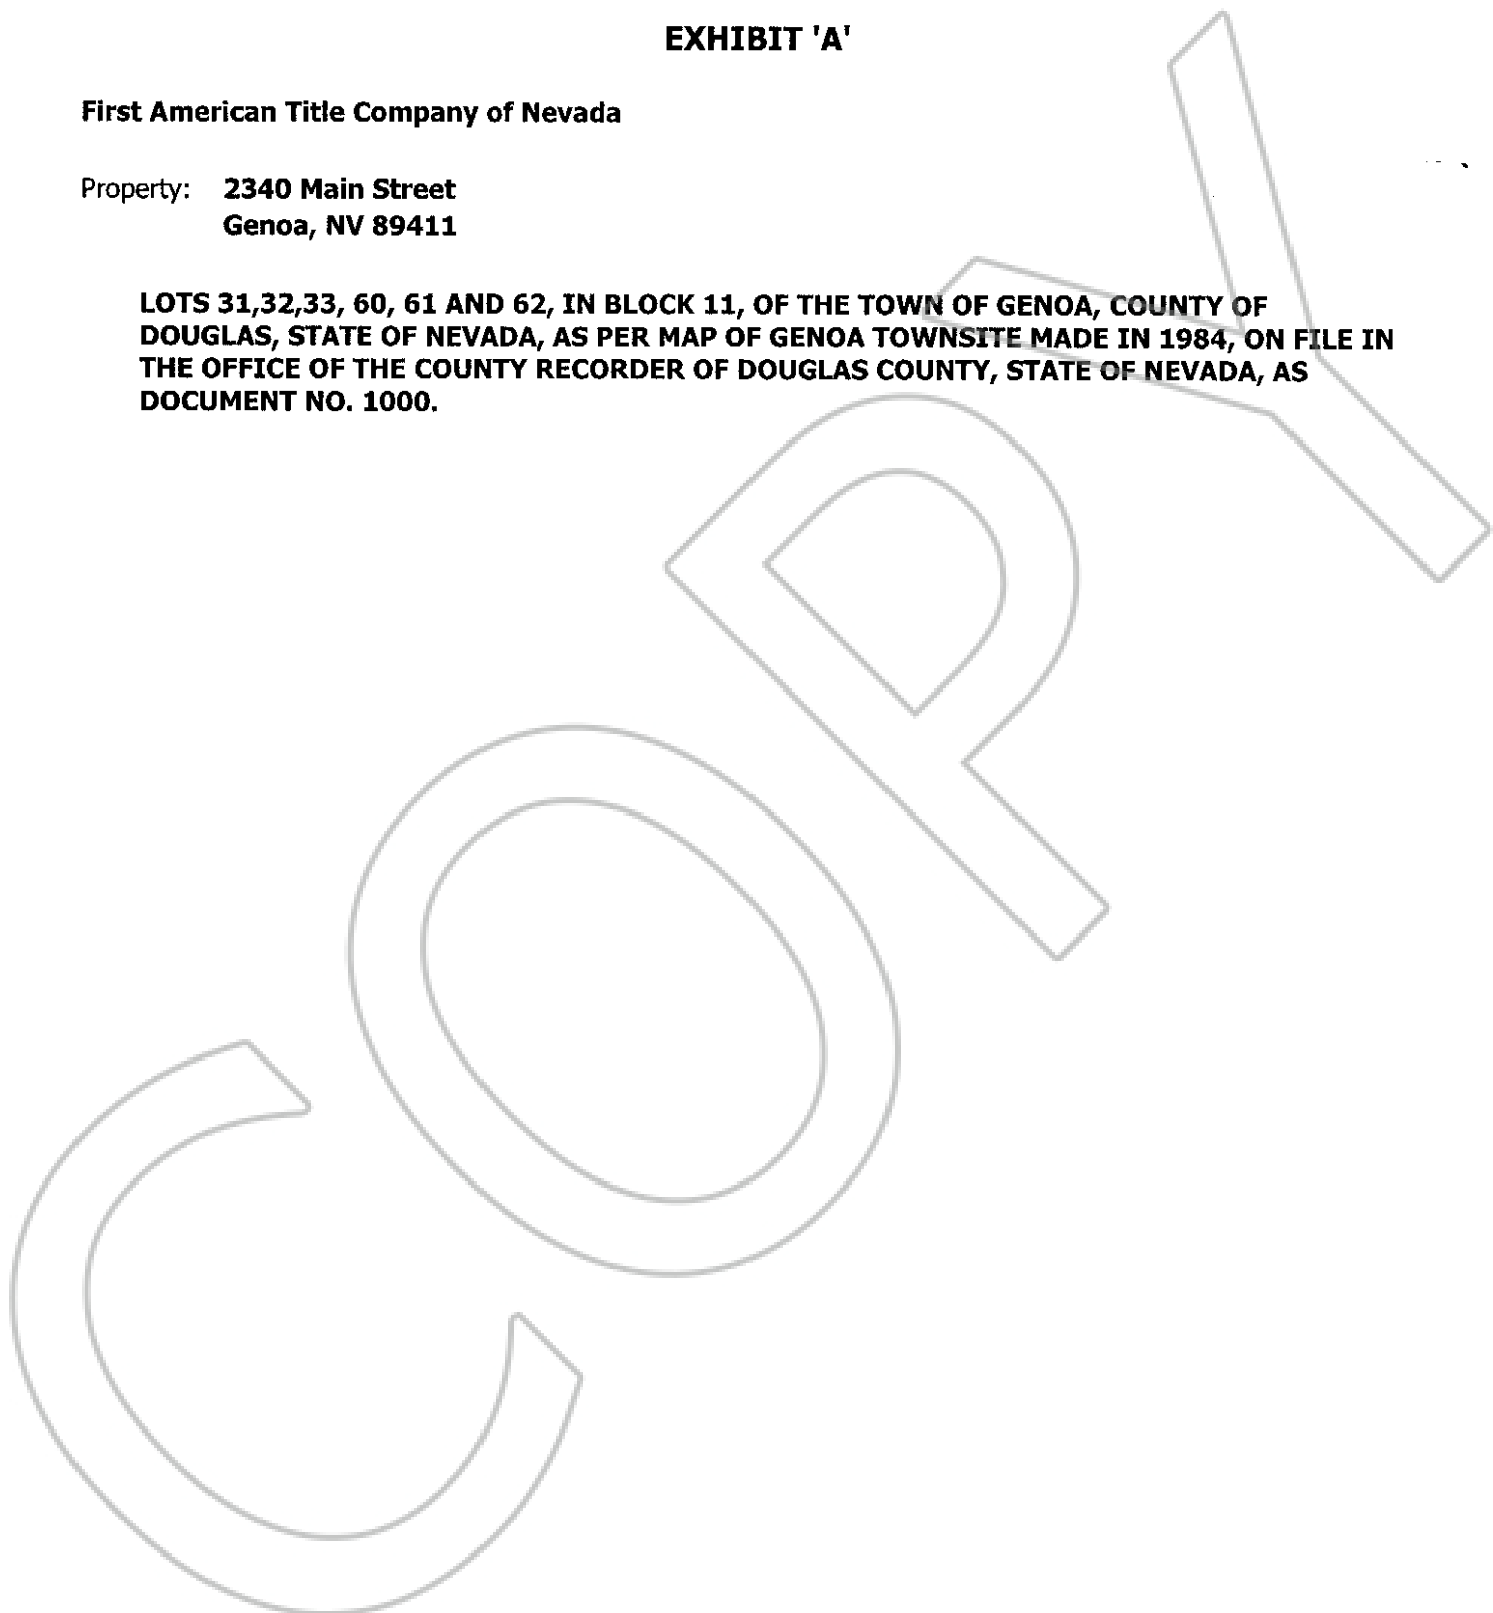 EXHIBIT 'A'
First American Title Company of Nevada
Property: 2340 Main Street
Genoa, NV 89411
LOTS 31,32,33, 60, 61 AND 62, IN BLOCK 11, OF THE TOWN OF GENOA, COUNTY OF
DOUGLAS, STATE OF NEVADA, AS PER MAP OF GENOA TOWNSITE MADE IN 1984, ON FILE IN
THE OFFICE OF THE COUNTY RECORDER OF DOUGLAS COUNTY, STATE OF NEVADA, AS
DOCUMENT NO. 1000.
COPY